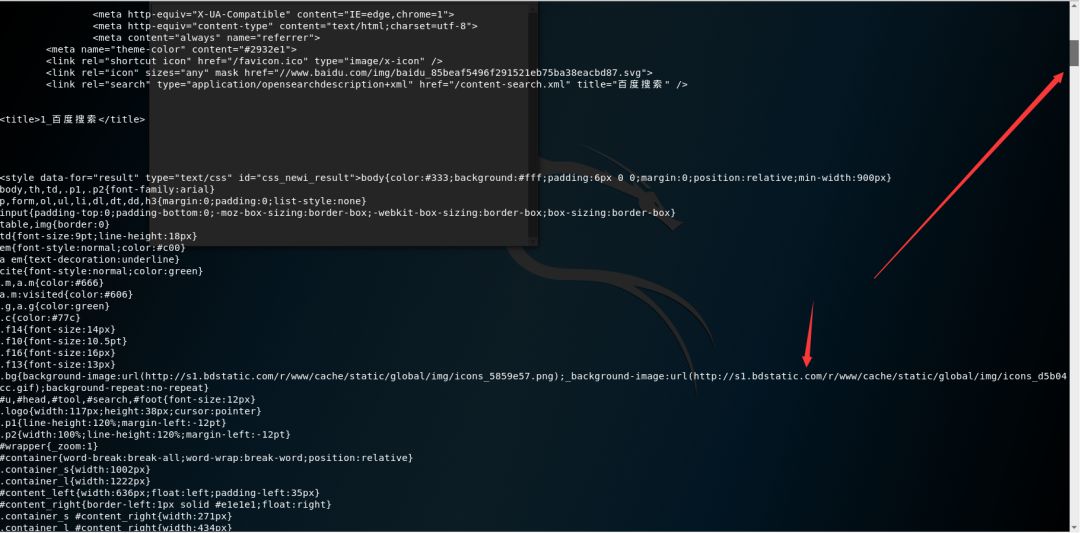 <meta http-equiv="X-UA-Compatible" content="IE=edge,chrome=1">
<meta http-equiv="content-type" content="text/html;charset=utf-8">
<meta content="always" name="referrer">
<meta name="theme-color" content="#2932e1">
<link rel="shortcut icon" href="/favicon.ico" type="image/x-icon" />
<link rel="icon" sizes="any" mask href="//www.baidu.com/img/baidu_85beaf5496f291521eb75ba38eacbd87.svg">
<link rel="search" type="application/opensearchdescription+xml" href="/content-search.xml" title="百度搜索" />
<title>1_百度搜索</title>
<style data-for="result" type="text/css" id="css_newi_result">body{color:#333;background:#fff;padding:6px 0 0;margin:0;position:relative;min-width:900px}
body,th,td,.p1,.p2{font-family:arial}
p,form,ol,ul,li,dl,dt,dd,h3{margin:0;padding:0;list-style:none}
input{padding-top:0;padding-bottom:0;-moz-box-sizing:border-box;-webkit-box-sizing:border-box;box-sizing:border-box}
table,img{border:0}
td{font-size:9pt;line-height:18px}
em{font-style:normal;color:#c00}
a em{text-decoration:underline}
cite{font-style:normal;color:green}
.m,a.m{color:#666}
a.m:visited{color:#606}
.g,a.g{color:green}
.c{color:#77c}
.f14{font-size:14px}
.f10{font-size:10.5pt}
.f16{font-size:16px}
.f13{font-size:13px}
.bg{background-image:url(http://s1.bdstatic.com/r/www/cache/static/global/img/icons_5859e57.png);_background-image:url(http://s1.bdstatic.com/r/www/cache/static/global/img/icons_d5b04
cc.gif);background-repeat:no-repeat}
#u,#head,#tool,#search,#foot{font-size:12px}
.logo{width:117px;height:38px;cursor:pointer}
.p1{line-height:120%;margin-left:-12pt}
.p2{width:100%;line-height:120%;margin-left:-12pt}
#wrapper{_zoom:1}
#container{word-break:break-all;word-wrap:break-word;position:relative}
.container_s{width:1002px}
.container_l{width:1222px}
#content_left{width:636px;float:left;padding-left:35px}
#content_right{border-left:1px solid #e1e1e1;float:right}
.container_s #content_right{width:271px}
.container_l #content_right{width:434px}